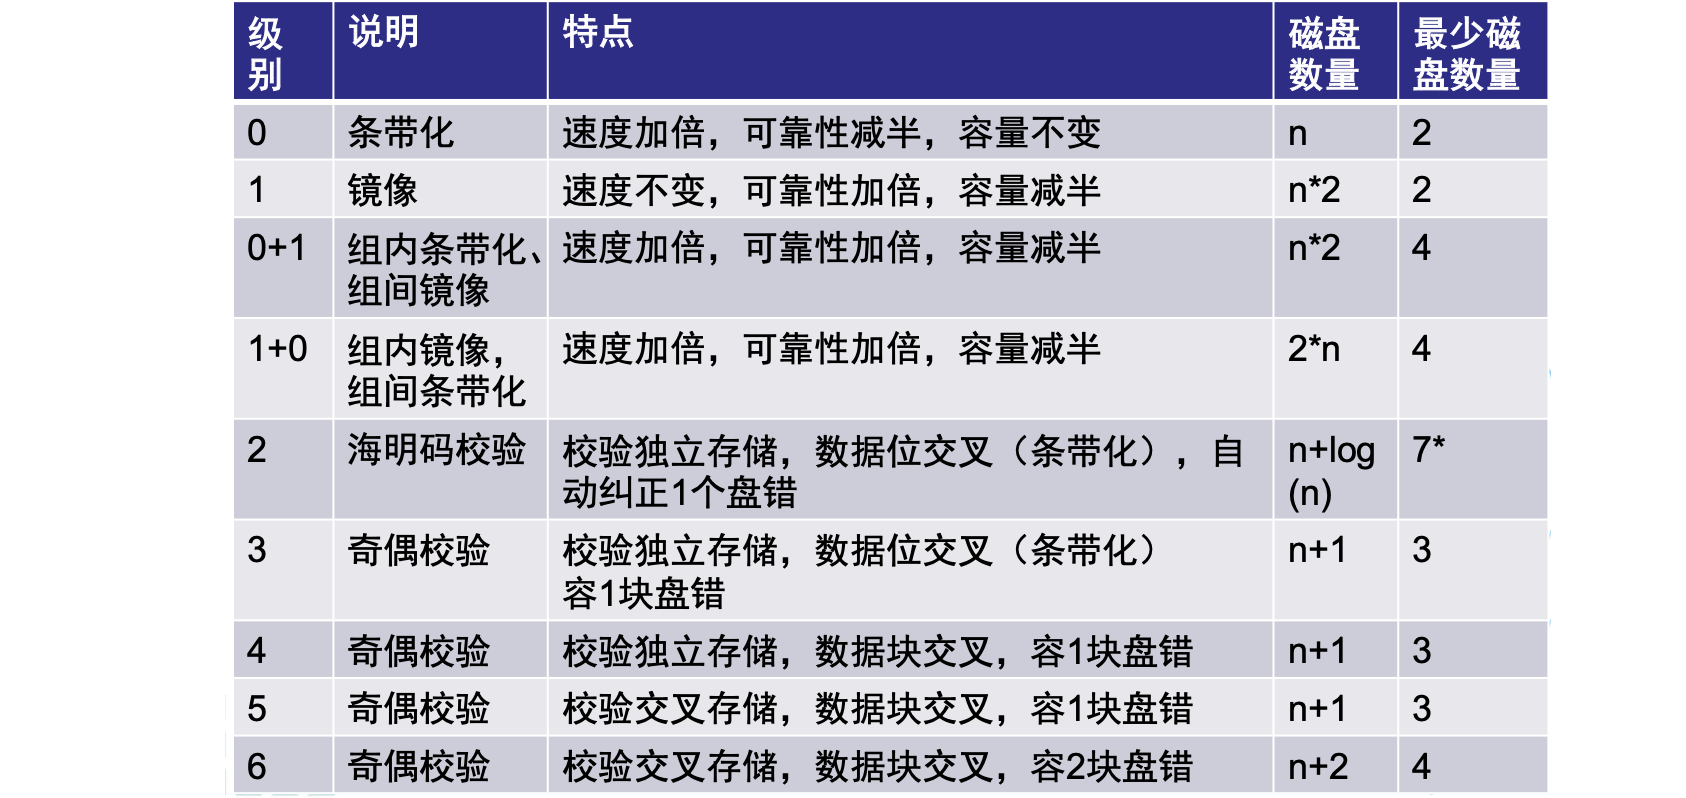 级别 说明 特点 磁盘数量 最少磁盘数量
0 条带化 速度加倍，可靠性减半，容量不变 n 2
1 镜像 速度不变，可靠性加倍，容量减半 n*2 2
0+1 组内条带化、 速度加倍，可靠性加倍，容量减半 n*2 4
组间镜像
1+0 组内镜像， 速度加倍，可靠性加倍，容量减半 2*n 4
组间条带化
2 海明码校验 校验独立存储，数据位交叉（条带化），自 n+log 7*
动纠正1个盘错 (n)
3 奇偶校验 校验独立存储，数据位交叉（条带化） n+1 3
容1块盘错
4 奇偶校验 校验独立存储，数据块交叉，容1块盘错 n+1 3
5 奇偶校验 校验交叉存储，数据块交叉，容1块盘错 n+1 3
6 奇偶校验 校验交叉存储，数据块交叉，容2块盘错 n+2 4